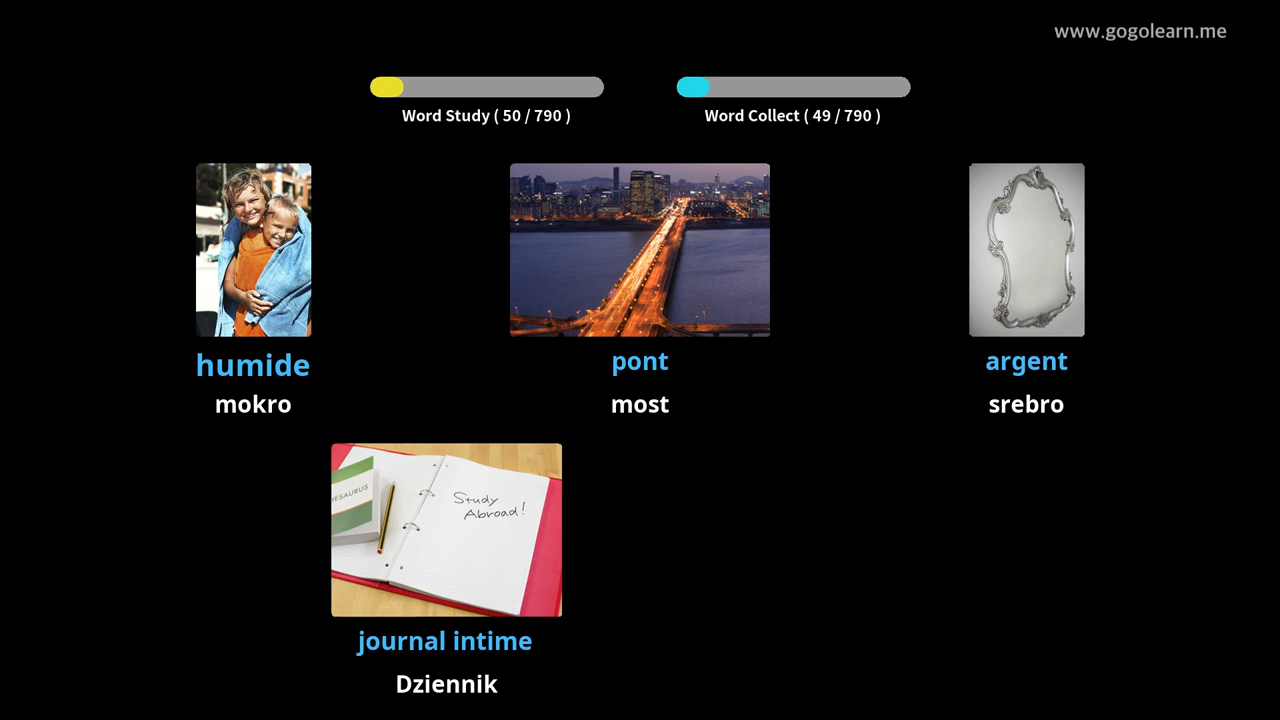 www.gogolearn.me
Word Study ( 50 / 790 )
Word Collect ( 49 / 790 )
humide
pont
argent
mokro
most
srebro
HESAURUS
Study
Abroad!
journal intime
Dziennik